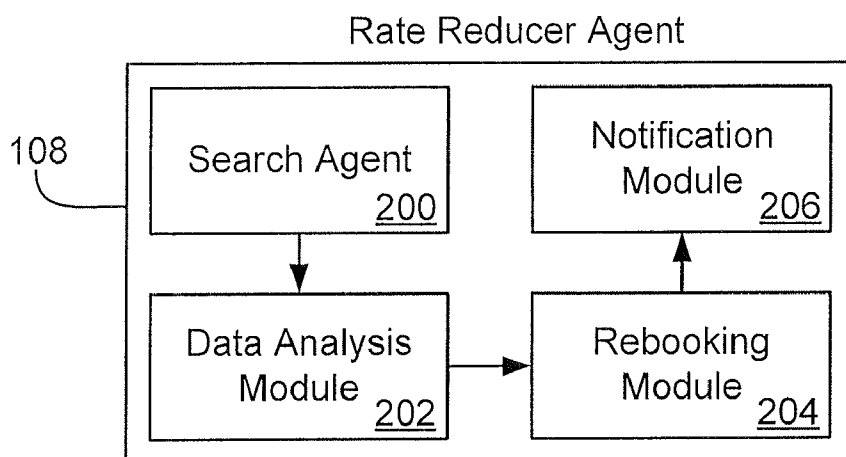 Rate Reducer Agent
108
Search Agent
200
Notification
Module
206
Data Analysis
Module
202
Rebooking
Module
204